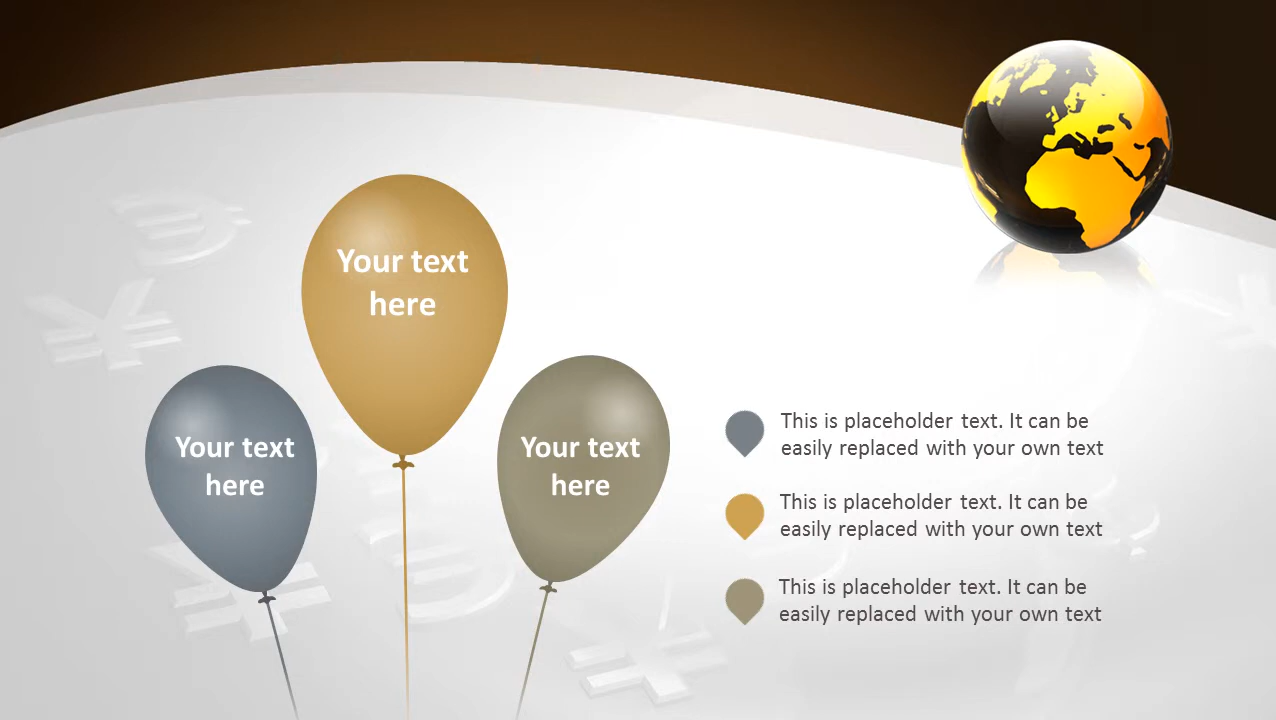 Your text
here
Your text
here
Your text
here
This is placeholder text. It can be
easily replaced with your own text
This is placeholder text. It can be
easily replaced with your own text
This is placeholder text. It can be
easily replaced with your own text